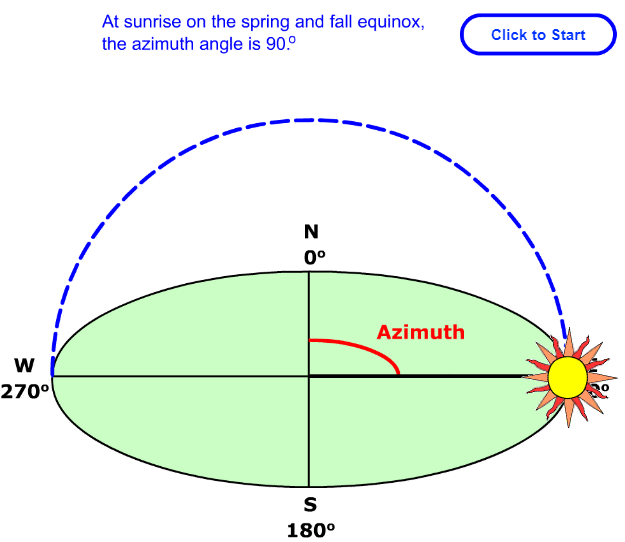 At sunrise on the spring and fall equinox,
the azimuth angle is 90.º
Click to Start
N
0º
Azimuth
W
270º
S
180º